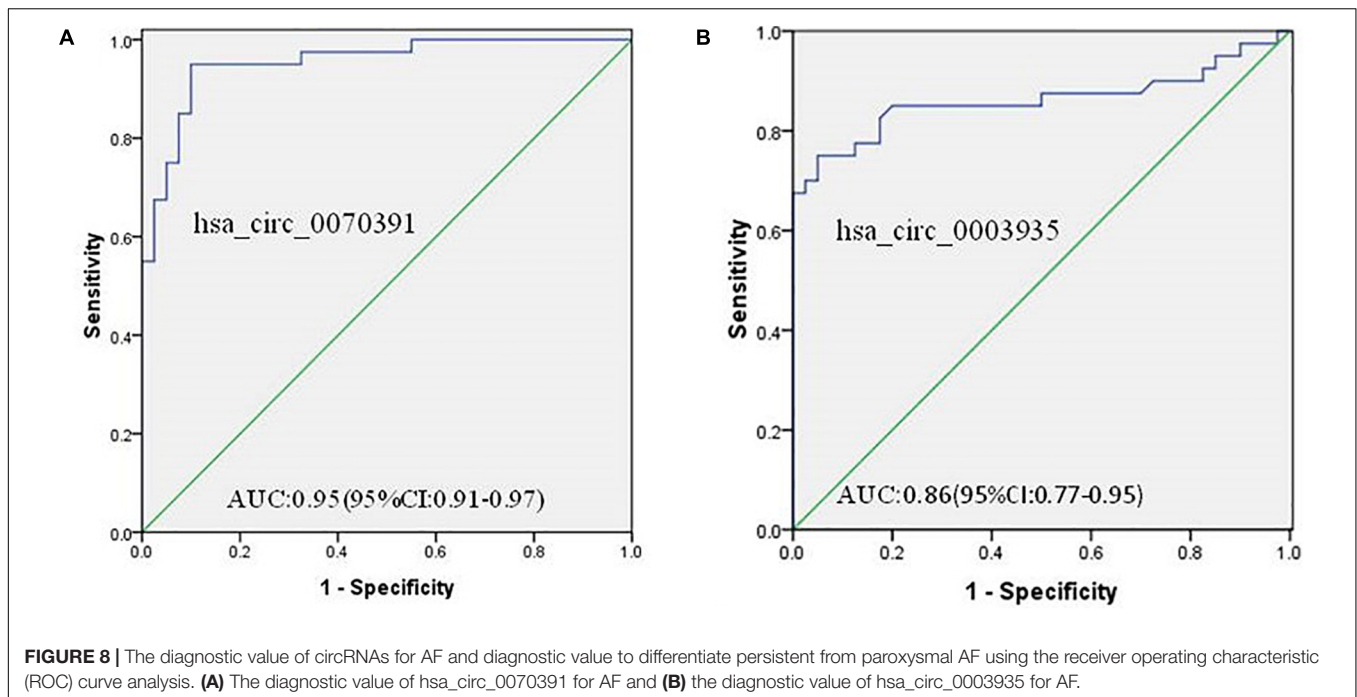 A
1.0
0.8
0.6
0.4
0.2
0.0
Sensitivity
hsa_circ_0070391
AUC:0.95(95%CI:0.91-0.97)
0.0 0.2 0.4 0.6 0.8 1.0
1 - Specificity
B
1.0
0.8
0.6
0.4
0.2
0.0
Sensitivity
hsa_circ_0003935
AUC:0.86(95%CI:0.77-0.95)
0.0 0.2 0.4 0.6 0.8 1.0
1 - Specificity
FIGURE 8 | The diagnostic value of circRNAs for AF and diagnostic value to differentiate persistent from paroxysmal AF using the receiver operating characteristic
(ROC) curve analysis. (A) The diagnostic value of hsa_circ_0070391 for AF and (B) the diagnostic value of hsa_circ_0003935 for AF.